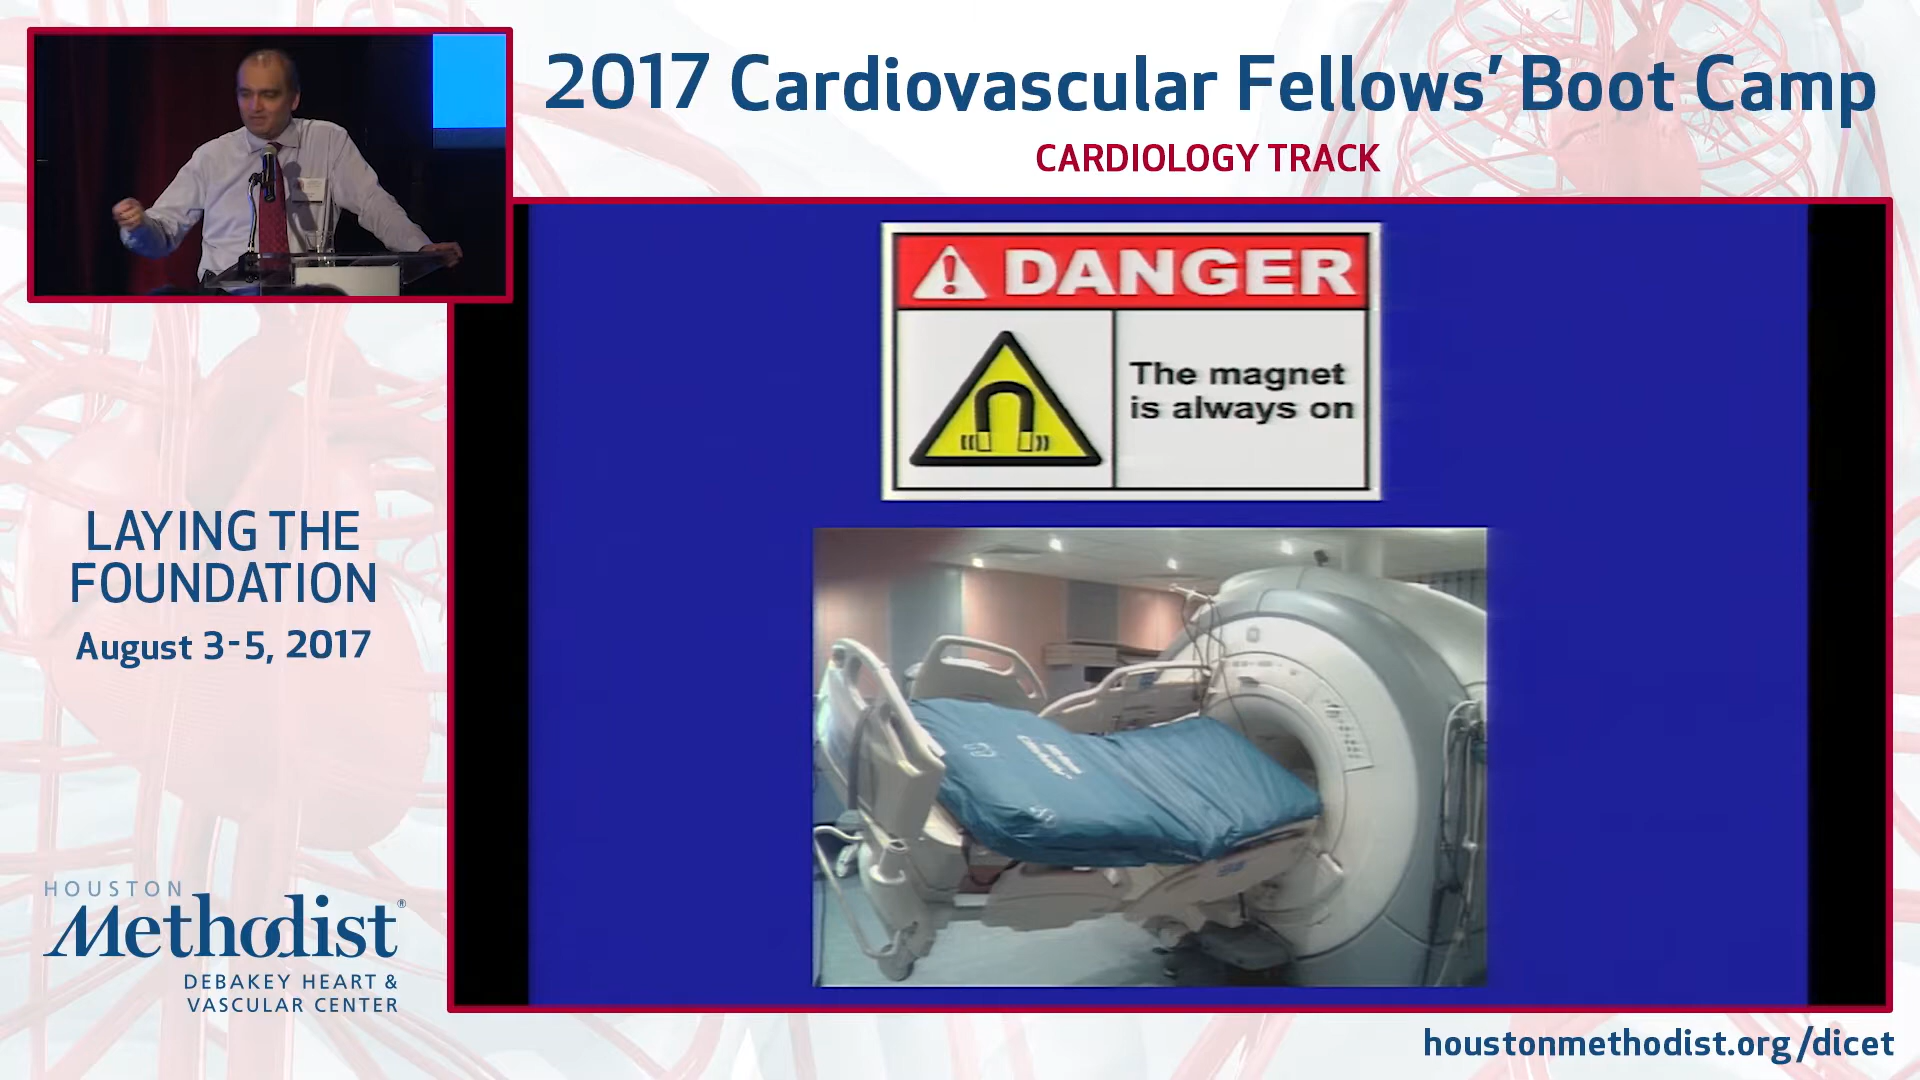 2017 Cardiovascular Fellows’ Boot Camp
CARDIOLOGY TRACK
DANGER
The magnet
is always on
LAYING THE
FOUNDATION
August 3-5, 2017
HOUSTON
Methodist®
DEBAKEY HEART &
VASCULAR CENTER
houstonmethodist.org/dicet